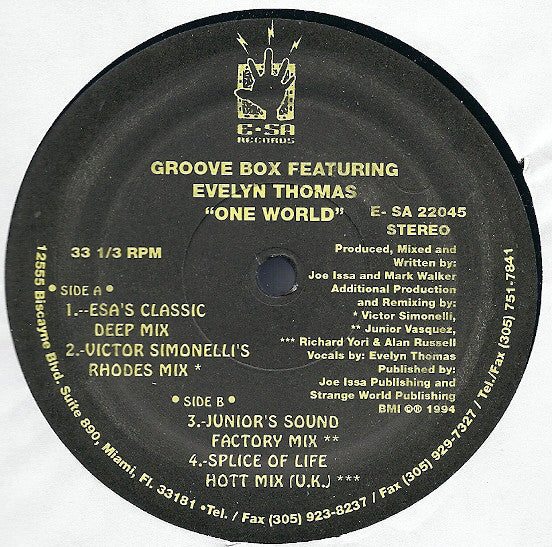 E-SA
RECORDS
GROOVE BOX FEATURING
EVELYN THOMAS
"ONE WORLD"
E- SA 22045
STEREO
33 1/3 RPM
• SIDE A •
1.--ESA'S CLASSIC
DEEP MIX
2.-VICTOR SIMONELLI'S
RHODES MIX *
• SIDE B •
3.-JUNIOR'S SOUND
FACTORY MIX **
4.-SPLICE OF LIFE
HOTT MIX (U.K.) ***
Produced, Mixed and
Written by:
Joe Issa and Mark Walker
Additional Production
and Remixing by:
* Victor Simonelli,
** Junior Vasquez,
*** Richard Yori & Alan Russell
Vocals by: Evelyn Thomas
Published by:
Joe Issa Publishing and
Strange World Publishing
BMI ©® 1994
12555 Biscayne Blvd. Suite 890, Miami, Fl. 33181 •Tel. / Fax (305) 923-8237 / Fax (305) 929-7327 / Tel./Fax (305) 751-7841